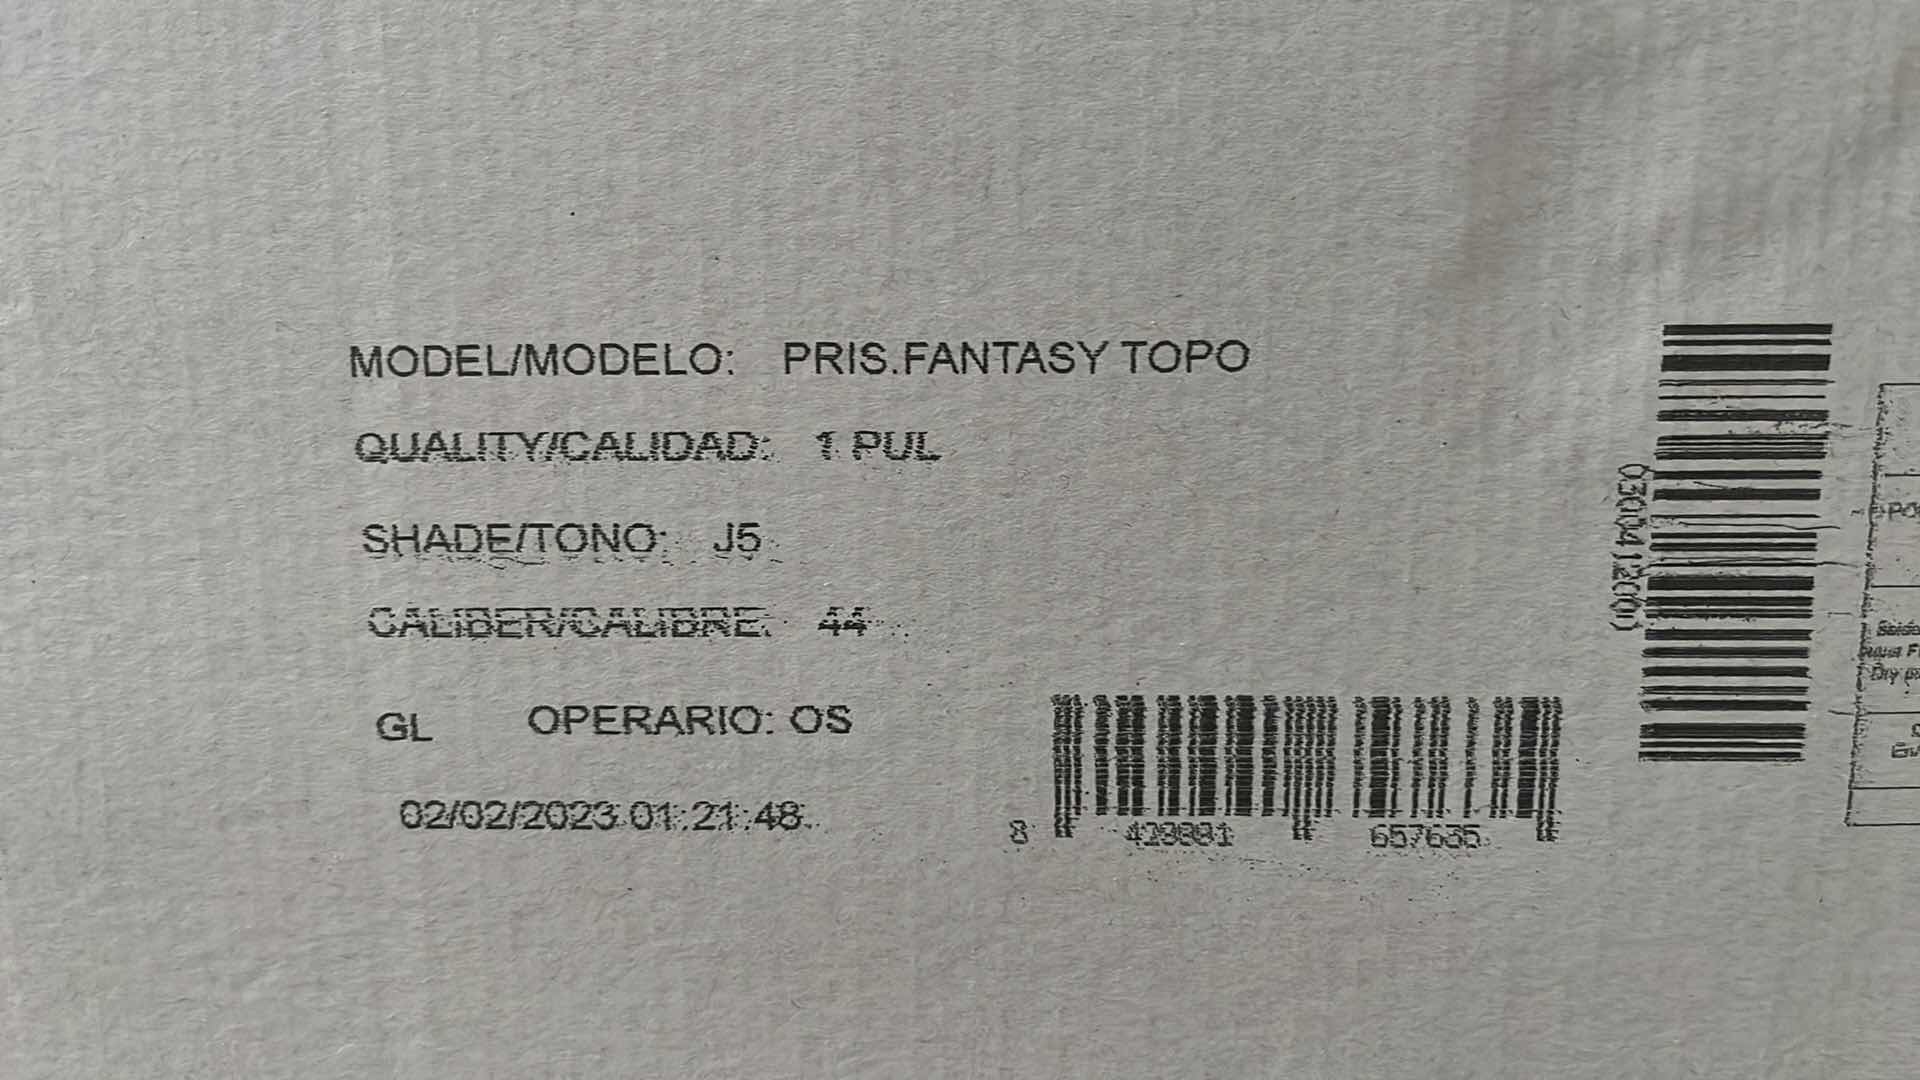 MODEL/MODELO: PRIS.FANTASY TOPO
QUALITY/CALIDAD: 1 PUL
SHADE/TONO: J5
CALIBER/CALIBRE: 44
GL OPERARIO: OS
02/02/2023 01:21:48
8 657635